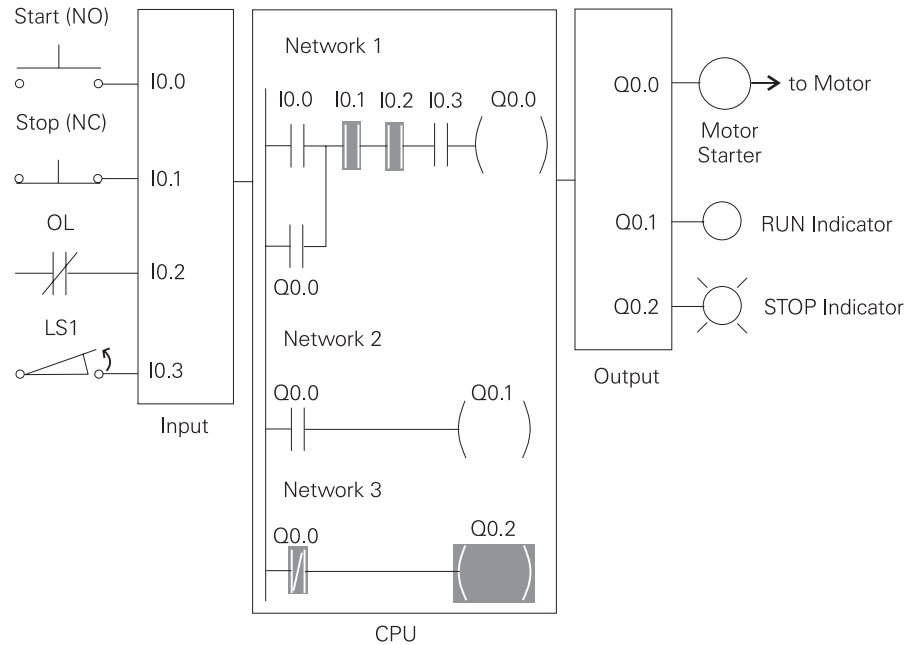 Start (NO)
I0.0
Stop (NC)
I0.1
OL
I0.2
LS1
I0.3
Input
Network 1
I0.0 I0.1 I0.2 I0.3 Q0.0
Q0.0
Network 2
Q0.0 Q0.1
Network 3
Q0.0 Q0.2
CPU
Q0.0 to Motor
Motor
Starter
Q0.1 RUN Indicator
Q0.2 STOP Indicator
Output